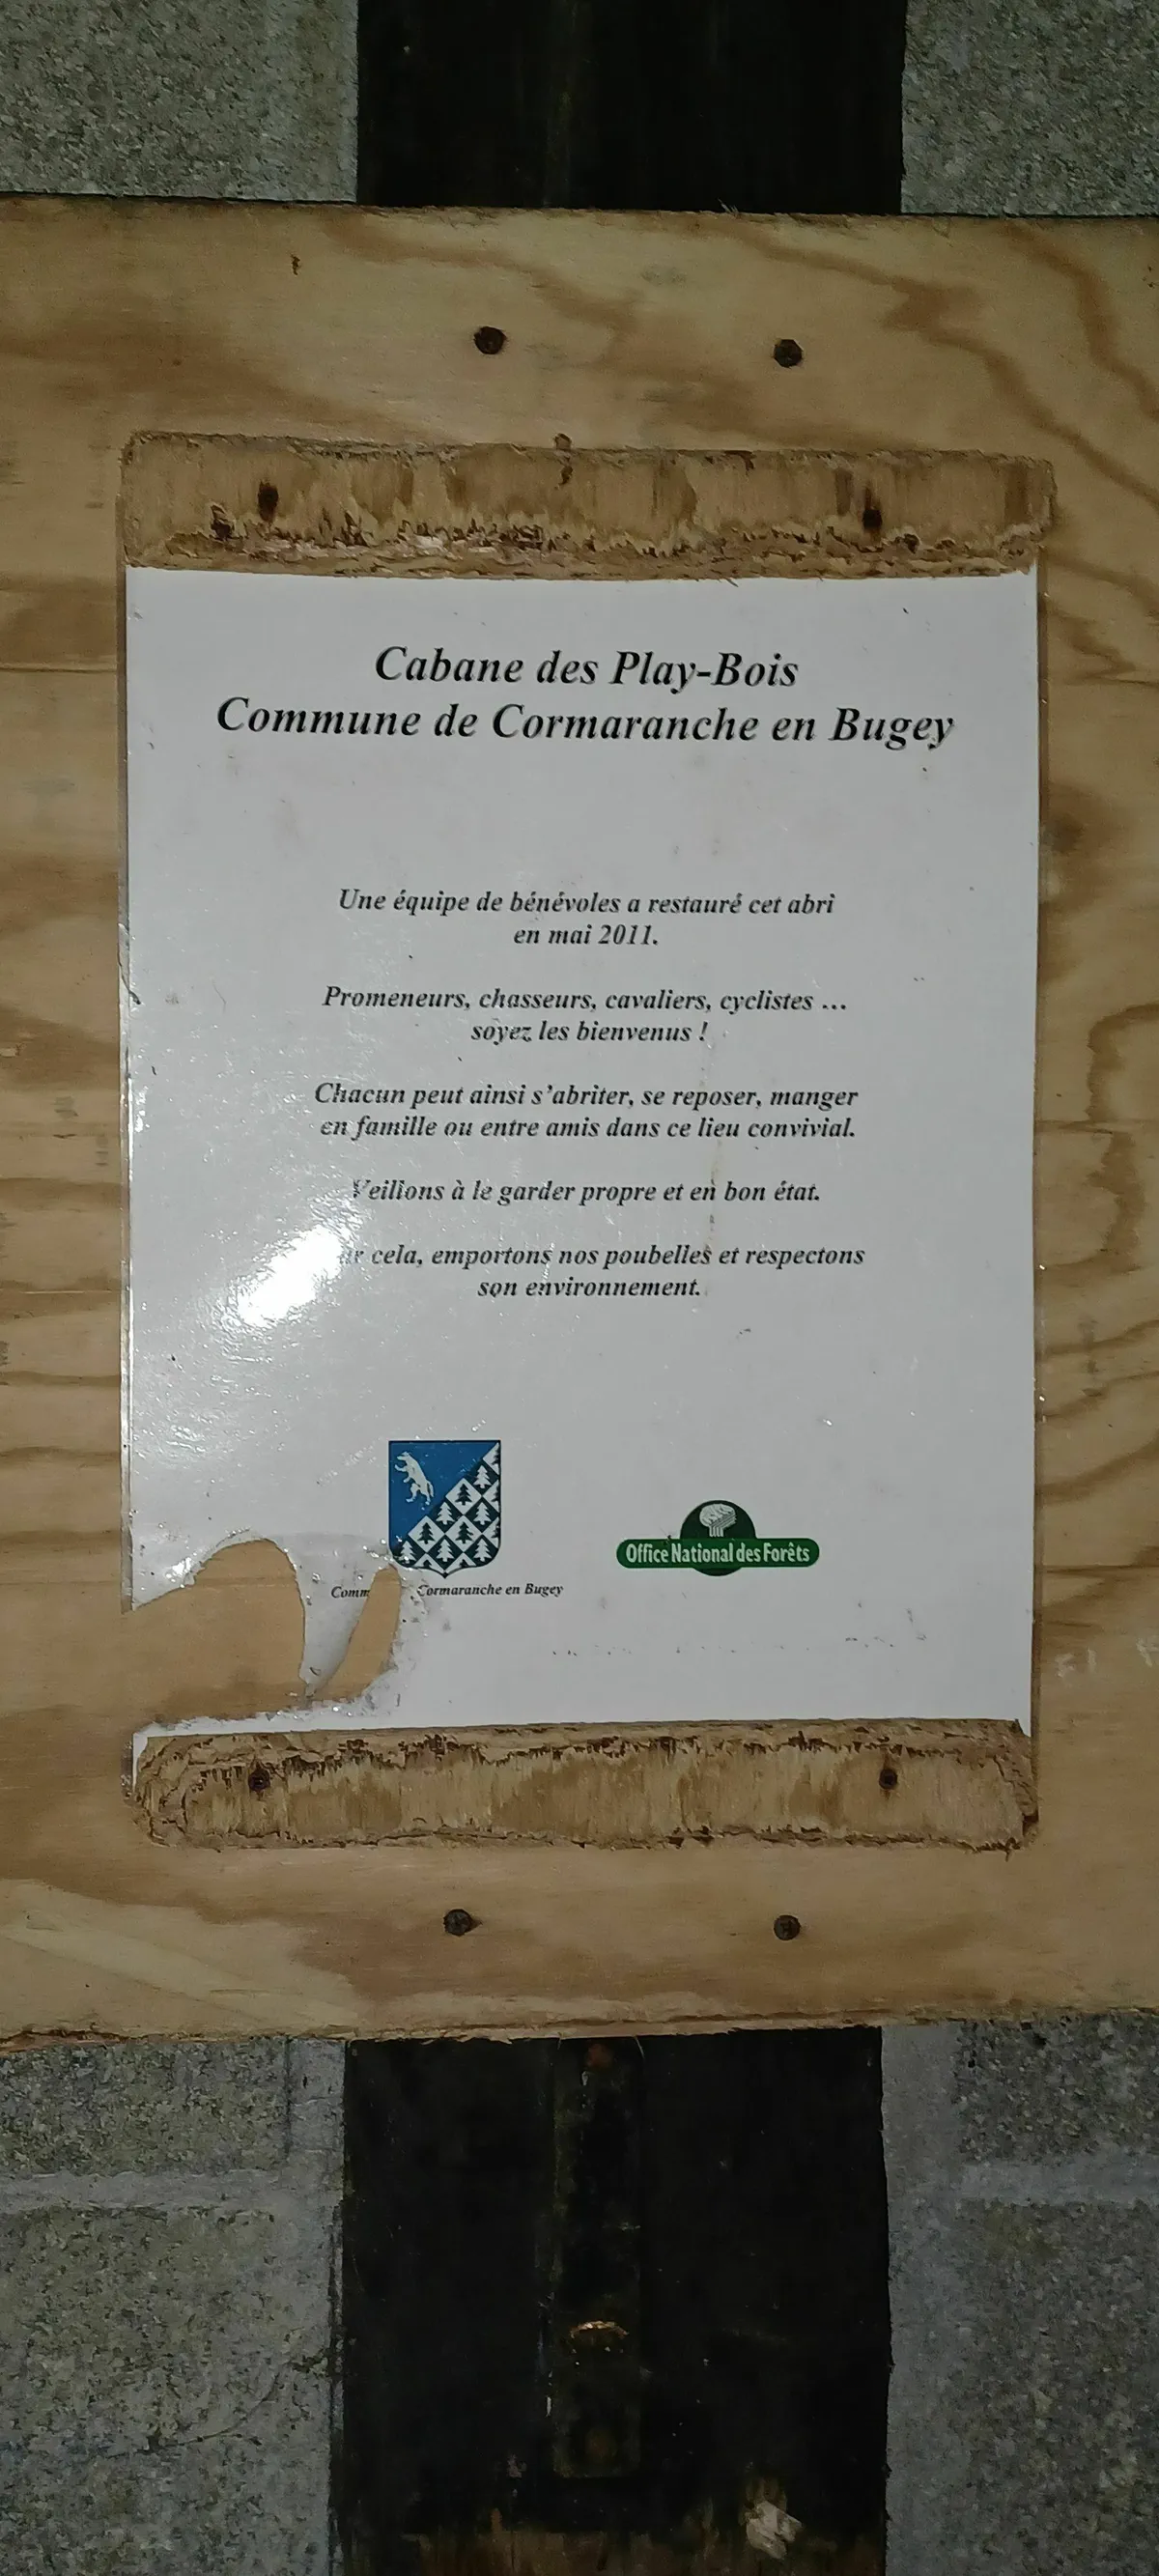 Cabane des Play-Bois
Commune de Cormaranche en Bugey
Une équipe de bénévoles a restauré cet abri
en mai 2011.
Promeneurs, chasseurs, cavaliers, cyclistes ...
soyez les bienvenus !
Chacun peut ainsi s'abriter, se reposer, manger
en famille ou entre amis dans ce lieu convivial.
Veillons à le garder propre et en bon état.
cela, emportons nos poubelles et respectons
son environnement.
Office National des Forêts
Cormaranche en Bugey